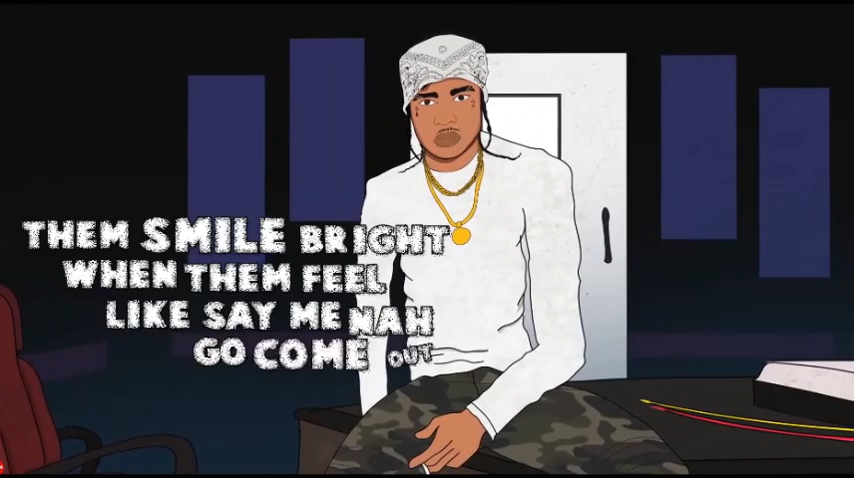 THEM SMILE BRIGHT
WHEN THEM FEEL
LIKE SAY ME NAH
GO COME OUT